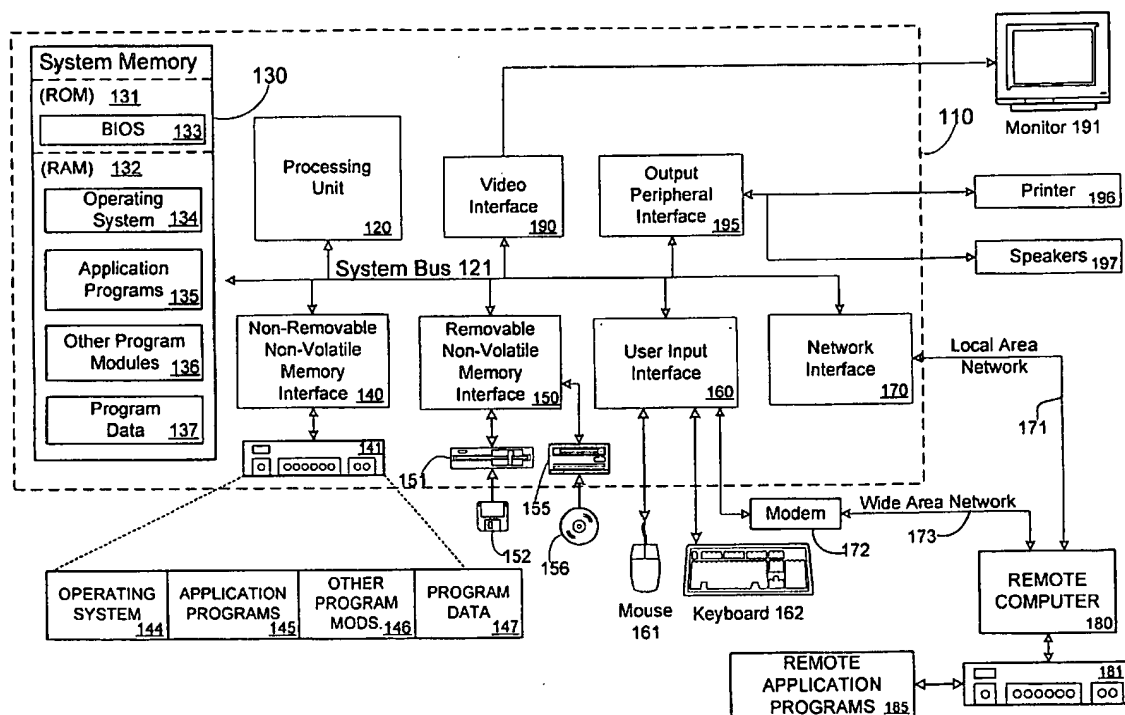 System Memory
(ROM) 131
BIOS 133
(RAM) 132
Operating
System 134
Application
Programs 135
Other Program
Modules 136
Program
Data 137
130
Processing
Unit
120
Video
Interface
190
Output
Peripheral
Interface
195
110
Monitor 191
Printer
196
Speakers
197
System Bus 121
Non-Removable
Non-Volatile
Memory
Interface 140
Removable
Non-Volatile
Memory
Interface 150
User Input
Interface
160
Network
Interface
170
Local Area
Network
171
141
151
152
155
156
Mouse
161
Keyboard 162
Modem
172
Wide Area Network
173
REMOTE
COMPUTER
180
181
REMOTE
APPLICATION
PROGRAMS 185
OPERATING
SYSTEM 144
APPLICATION
PROGRAMS 145
OTHER
PROGRAM
MODS. 146
PROGRAM
DATA 147